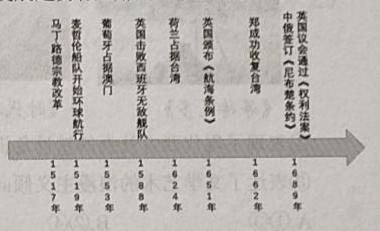 马丁路德宗教改革
麦哲伦船队开始环球航行
葡萄牙占据澳门
英国击败西班牙无敌舰队
荷兰占据台湾
英国颁布《航海条例》
郑成功收复台湾
中俄签订《尼布楚条约》
英国议会通过《权利法案》
1517年
1519年
1553年
1588年
1624年
1651年
1662年
1689年